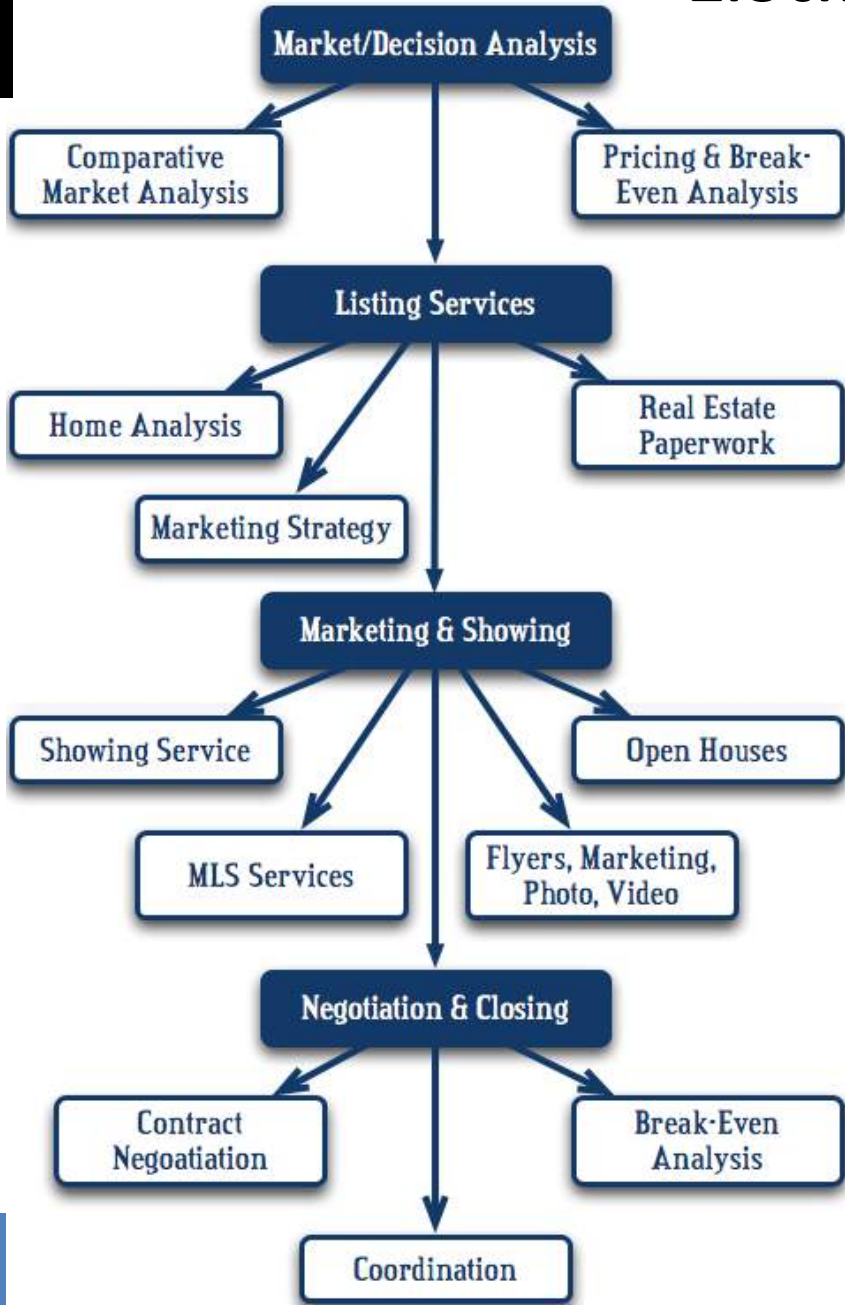 Market/Decision Analysis
Comparative
Market Analysis
Pricing & Break-
Even Analysis
Listing Services
Home Analysis
Real Estate
Paperwork
Marketing Strategy
Marketing & Showing
Showing Service
Open Houses
MLS Services
Flyers, Marketing,
Photo, Video
Negotiation & Closing
Contract
Negoatiation
Break-Even
Analysis
Coordination